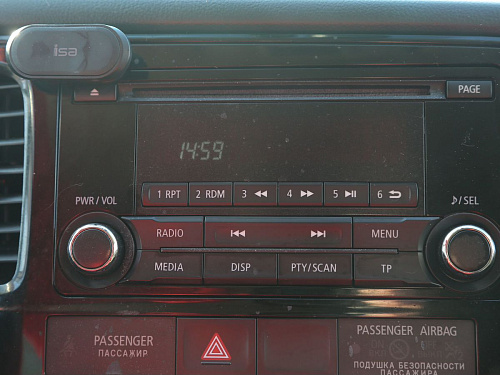 isa
PAGE
14:59
1 RPT 2 RDM 3 4 5 6
PWR / VOL
♪/ SEL
RADIO MENU
MEDIA DISP PTY/SCAN TP
PASSENGER
ПАССАЖИР
PASSENGER AIRBAG
ПОДУШКА БЕЗОПАСНОСТИ
ПАССАЖИРА